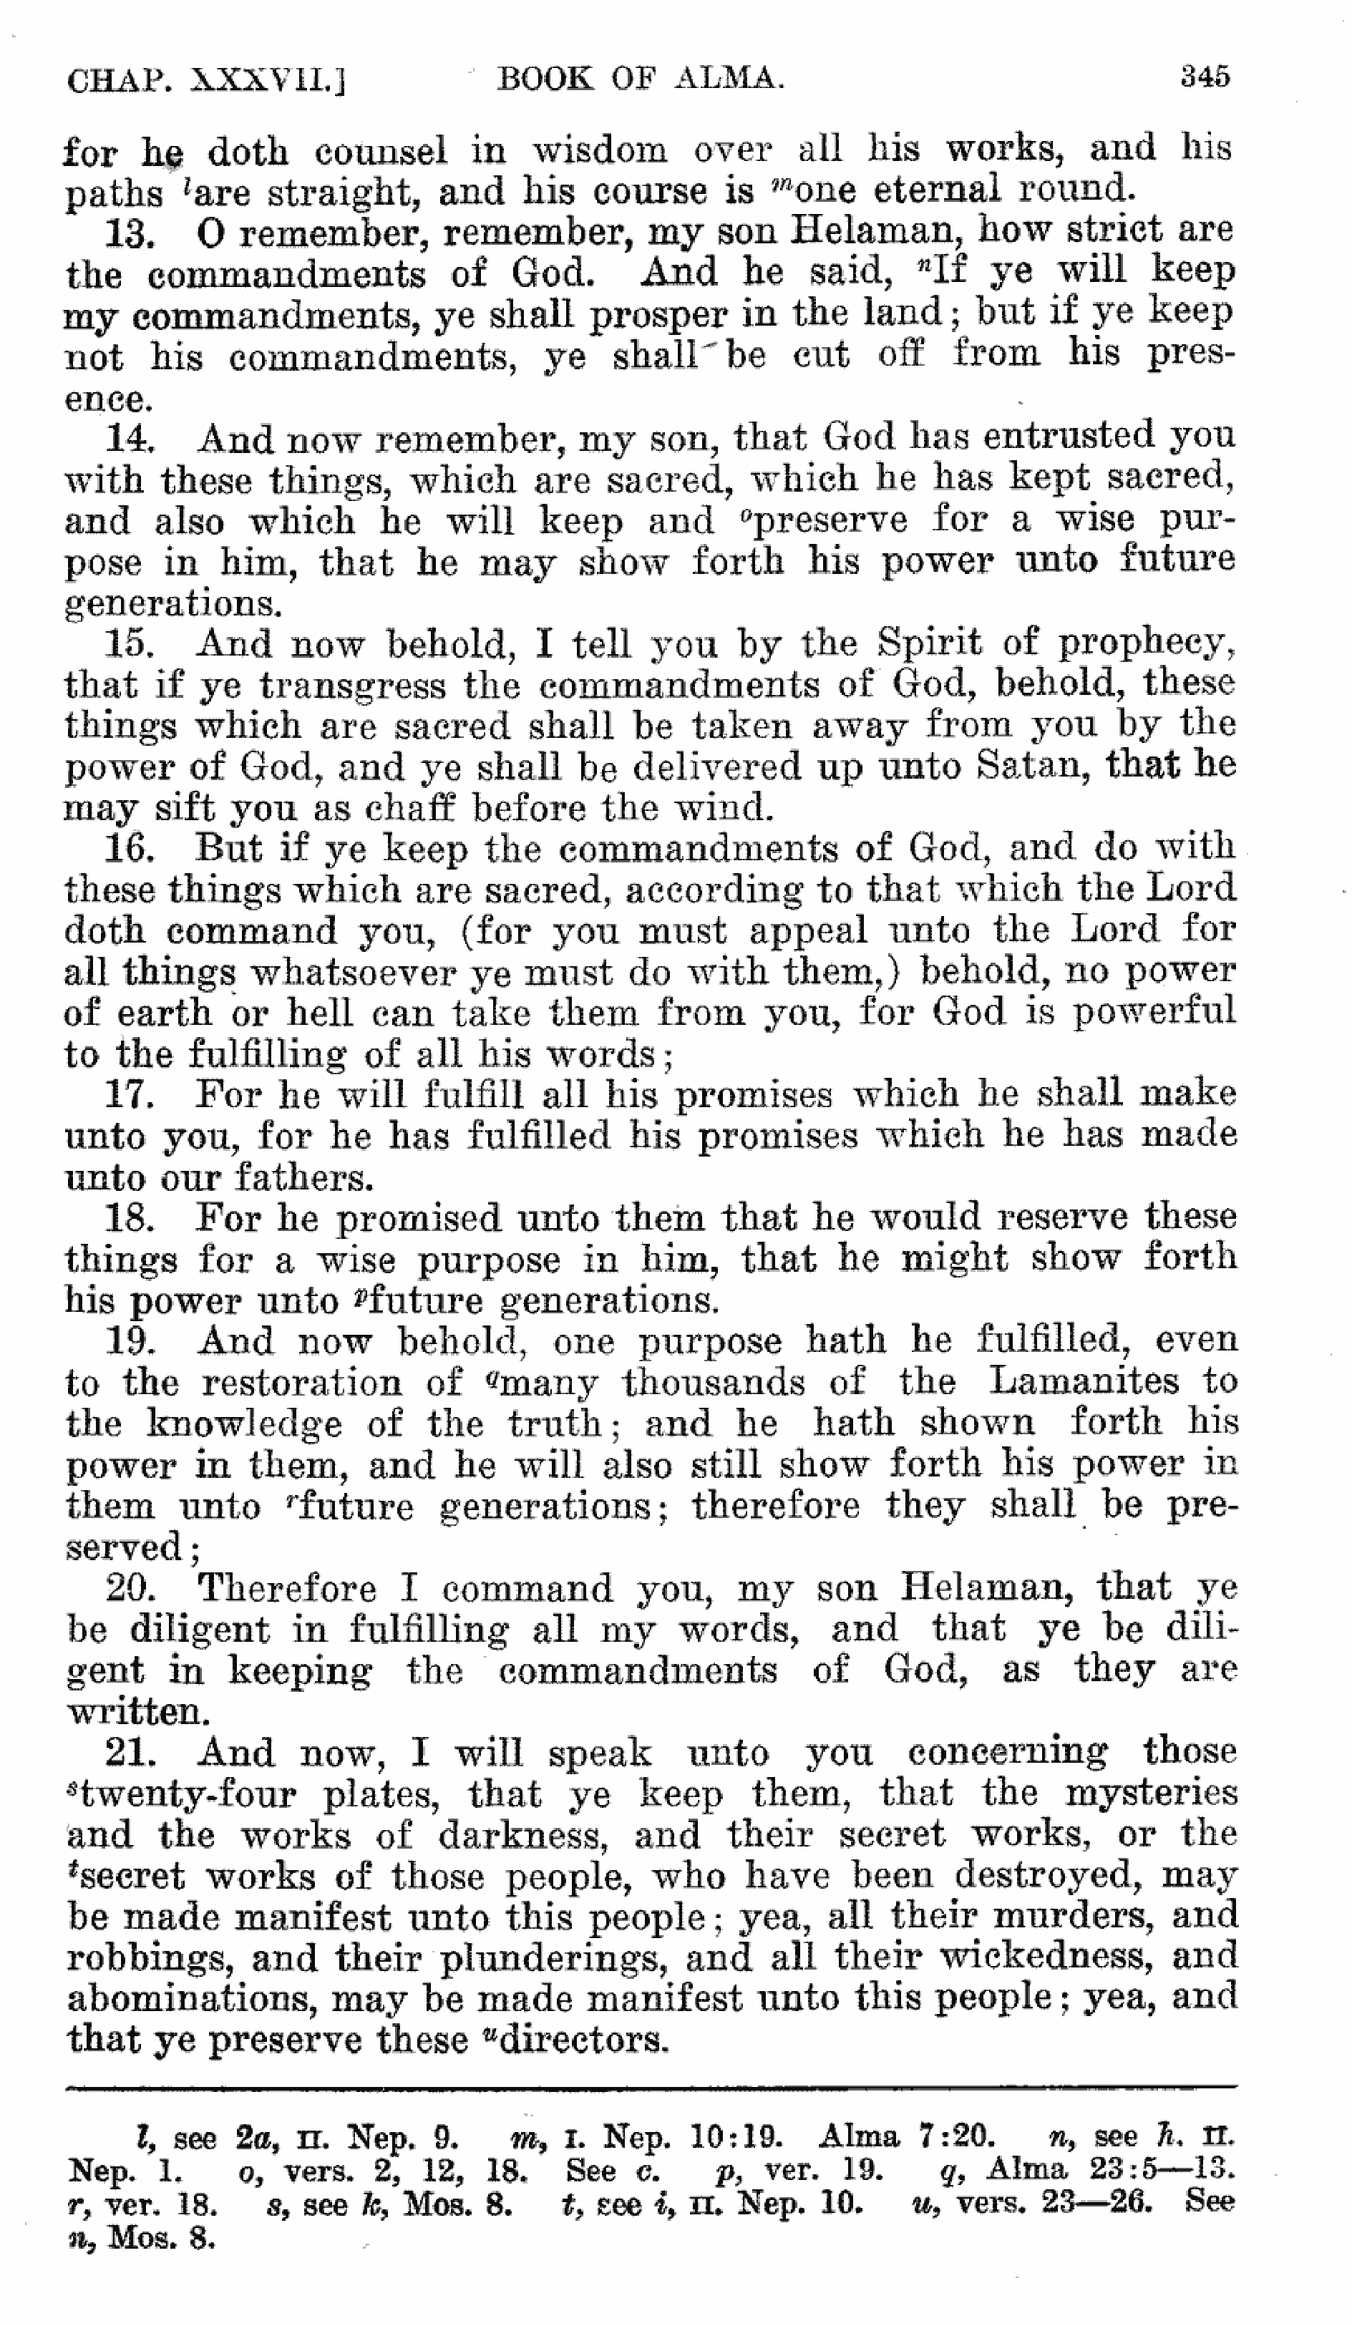 CHAP. XXXVII.] BOOK OF ALMA. 345
for he doth counsel in wisdom over all his works, and his
paths lare straight, and his course is mone eternal round.
13. O remember, remember, my son Helaman, how strict are
the commandments of God. And he said, nIf ye will keep
my commandments, ye shall prosper in the land; but if ye keep
not his commandments, ye shall be cut off from his pres-
ence.
14. And now remember, my son, that God has entrusted you
with these things, which are sacred, which he has kept sacred,
and also which he will keep and opreserve for a wise pur-
pose in him, that he may show forth his power unto future
generations.
15. And now behold, I tell you by the Spirit of prophecy,
that if ye transgress the commandments of God, behold, these
things which are sacred shall be taken away from you by the
power of God, and ye shall be delivered up unto Satan, that he
may sift you as chaff before the wind.
16. But if ye keep the commandments of God, and do with
these things which are sacred, according to that which the Lord
doth command you, (for you must appeal unto the Lord for
all things whatsoever ye must do with them,) behold, no power
of earth or hell can take them from you, for God is powerful
to the fulfilling of all his words;
17. For he will fulfill all his promises which he shall make
unto you, for he has fulfilled his promises which he has made
unto our fathers.
18. For he promised unto them that he would reserve these
things for a wise purpose in him, that he might show forth
his power unto pfuture generations.
19. And now behold, one purpose hath he fulfilled, even
to the restoration of qmany thousands of the Lamanites to
the knowledge of the truth; and he hath shown forth his
power in them, and he will also still show forth his power in
them unto rfuture generations; therefore they shall be pre-
served;
20. Therefore I command you, my son Helaman, that ye
be diligent in fulfilling all my words, and that ye be dili-
gent in keeping the commandments of God, as they are
written.
21. And now, I will speak unto you concerning those
stwenty-four plates, that ye keep them, that the mysteries
and the works of darkness, and their secret works, or the
tsecret works of those people, who have been destroyed, may
be made manifest unto this people; yea, all their murders, and
robbings, and their plunderings, and all their wickedness, and
abominations, may be made manifest unto this people; yea, and
that ye preserve these udirectors.
l, see 2a, II. Nep. 9. m, I. Nep. 10:19. Alma 7:20. n, see h. II.
Nep. 1. o, vers. 2, 12, 18. See c. p, ver. 19. q, Alma 23:5—13.
r, ver. 18. s, see k, Mos. 8. t, see i, II. Nep. 10. u, vers. 23—26. See
n, Mos. 8.